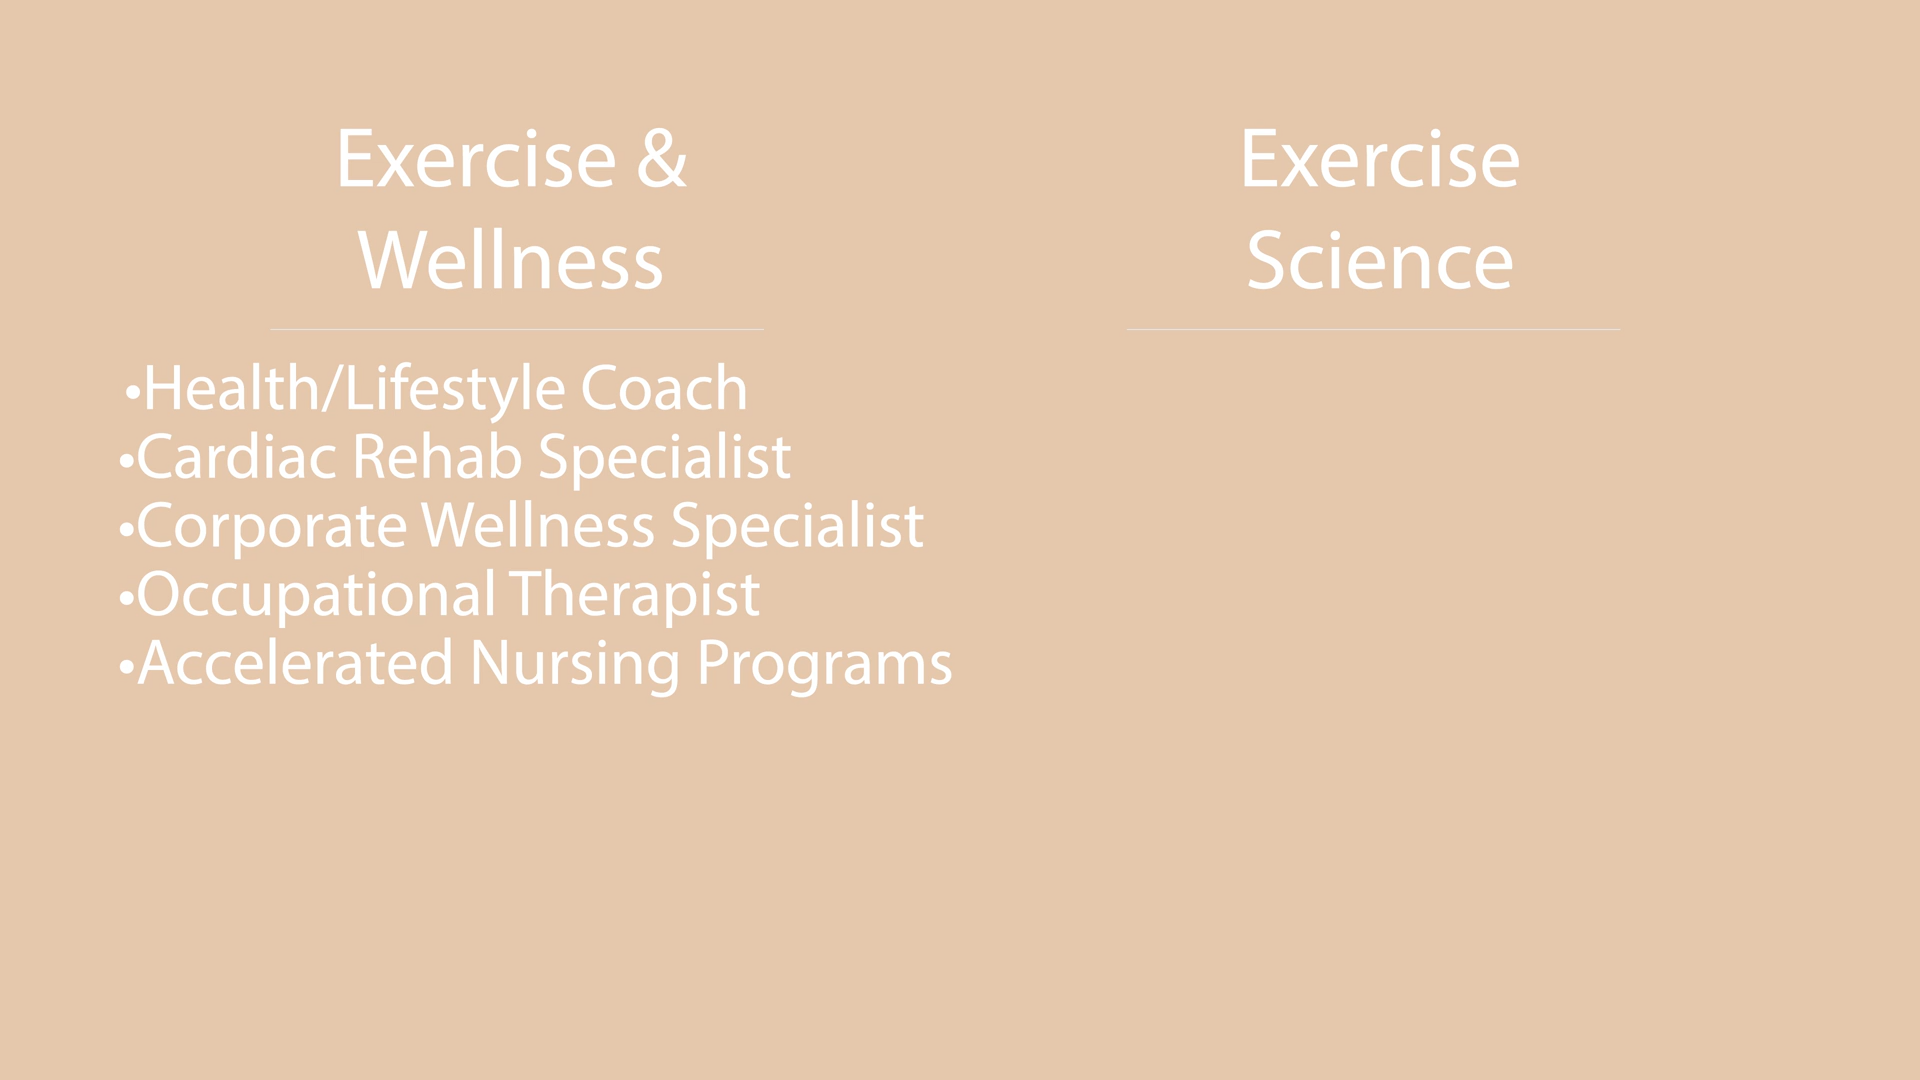 Exercise &
Wellness
•Health/Lifestyle Coach
•Cardiac Rehab Specialist
•Corporate Wellness Specialist
•Occupational Therapist
•Accelerated Nursing Programs
Exercise
Science